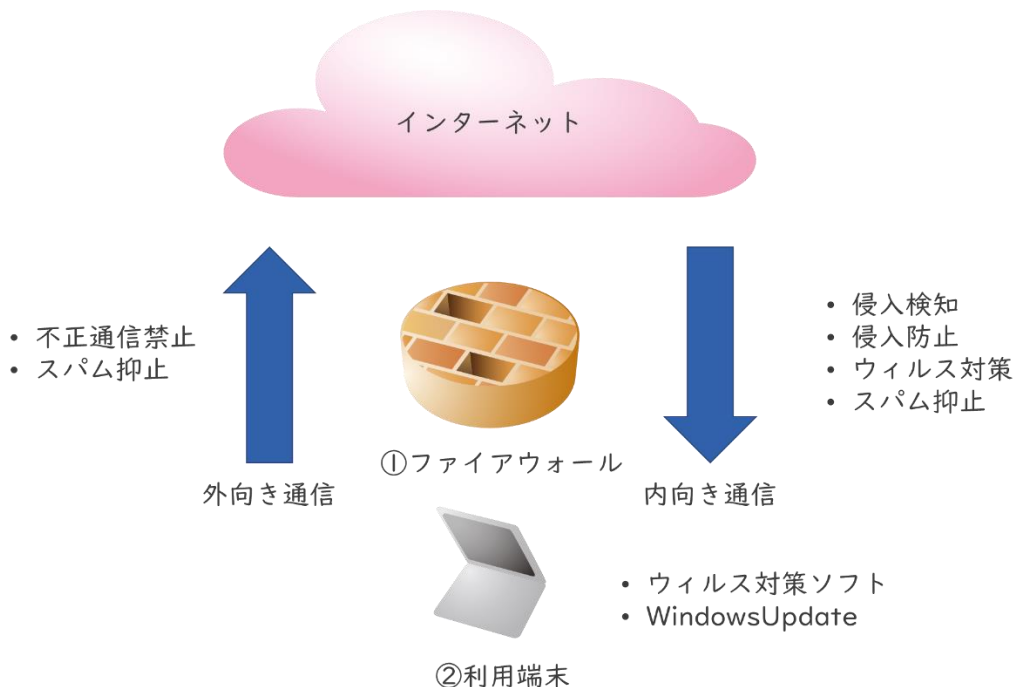 インターネット
• 不正通信禁止
• スパム抑止
• 侵入検知
• 侵入防止
• ウィルス対策
• スパム抑止
①ファイアウォール
外向き通信
内向き通信
• ウィルス対策ソフト
• WindowsUpdate
②利用端末